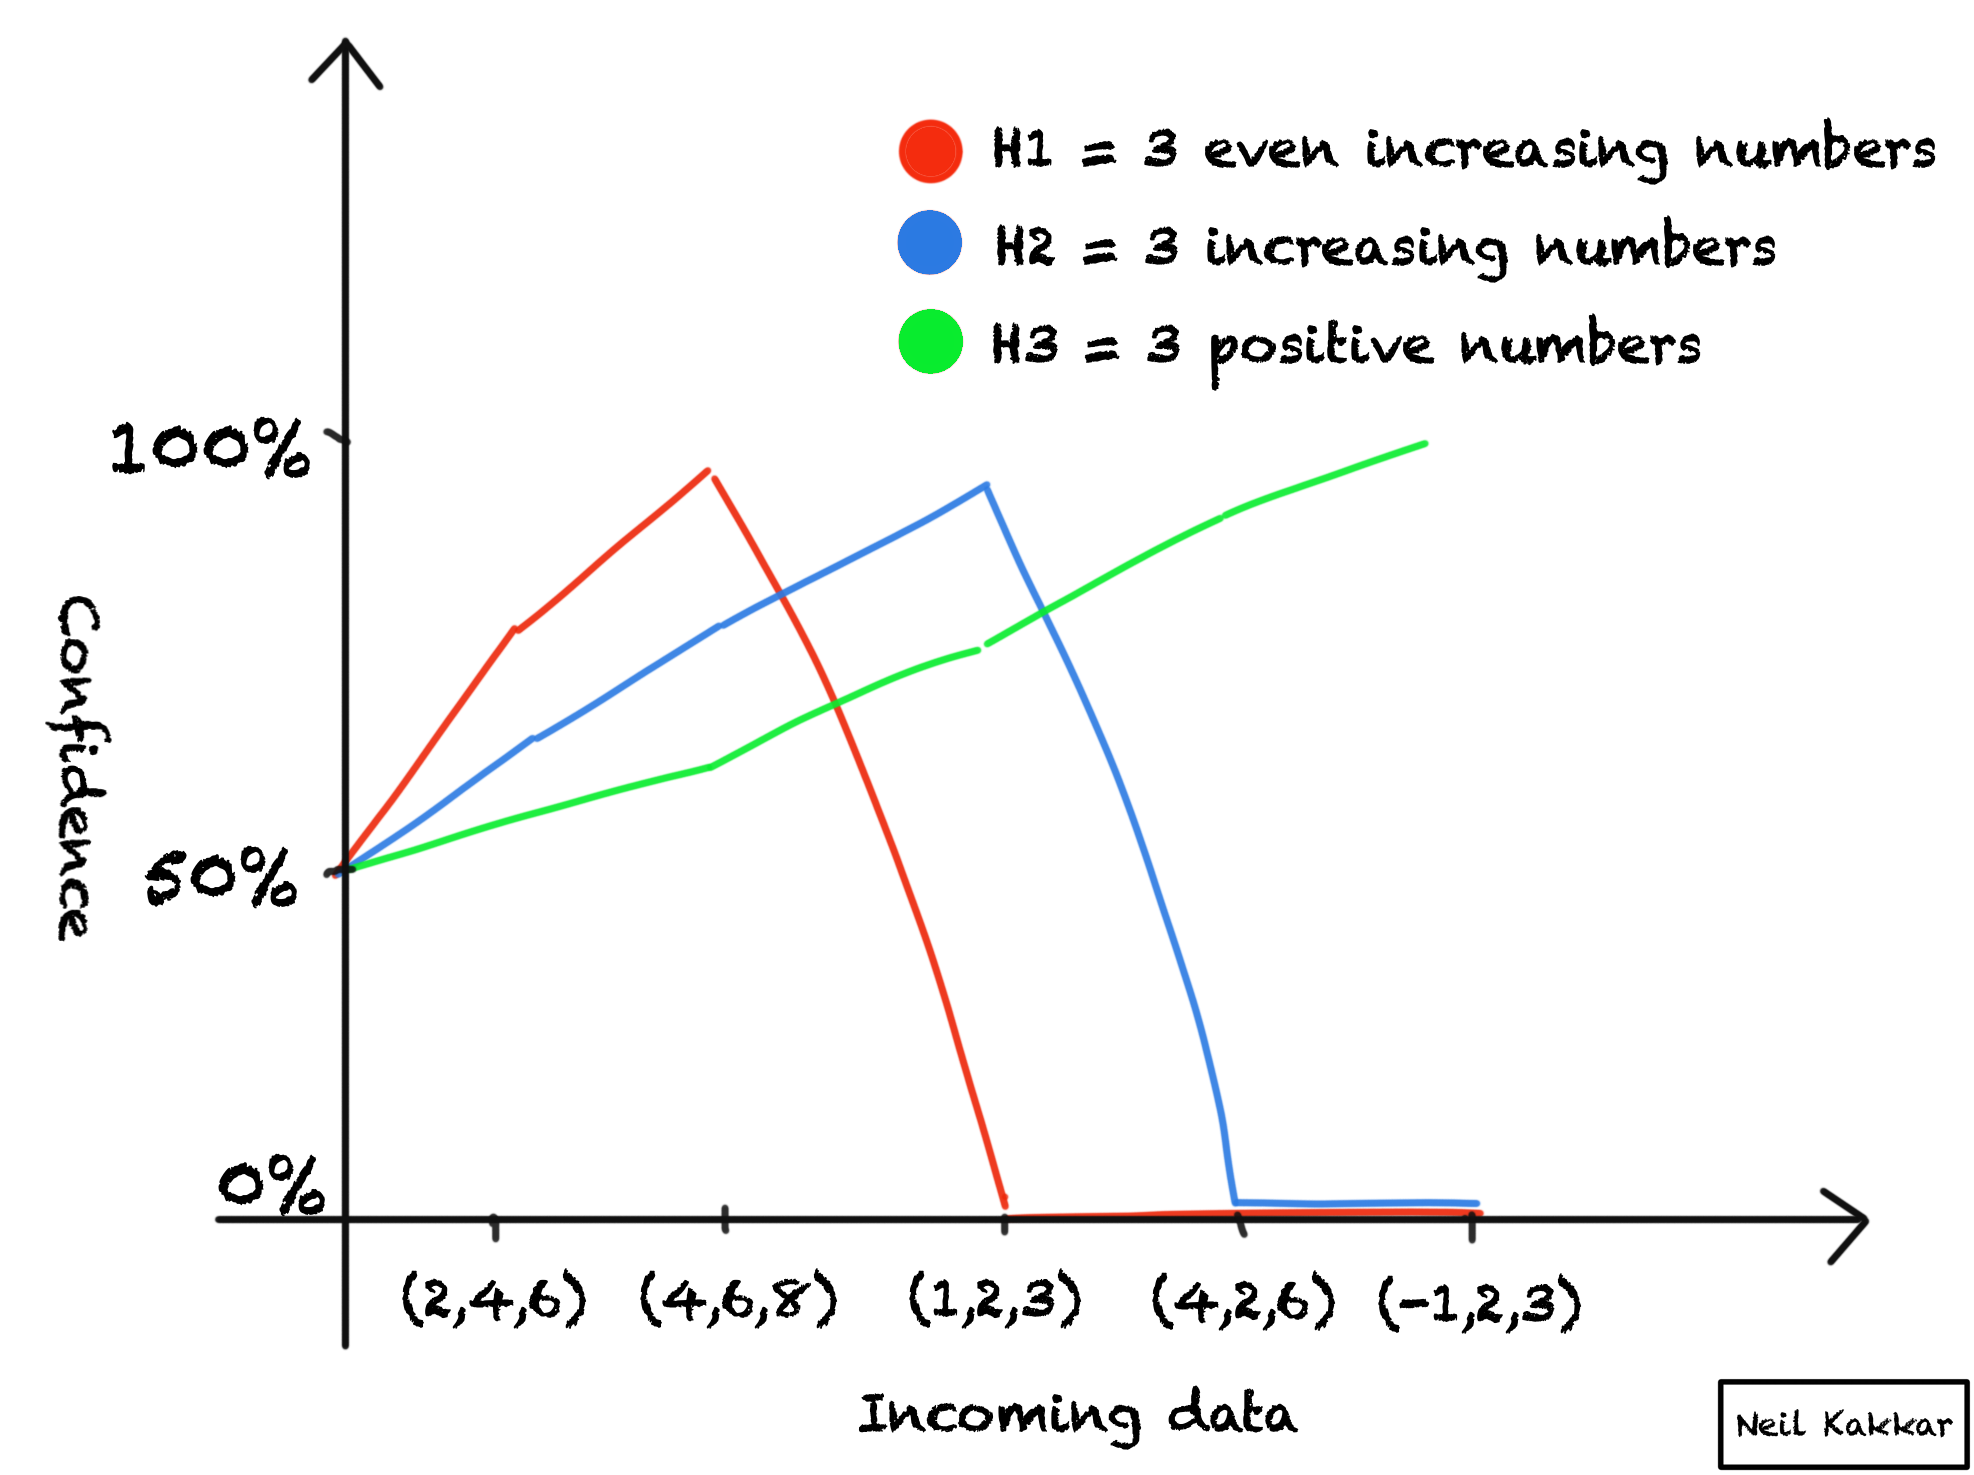 H1 = 3 even increasing numbers
H2 = 3 increasing numbers
H3 = 3 positive numbers
100%
50%
0%
Confidence
(2,4,6) (4,6,8) (1,2,3) (4,2,6) (-1,2,3)
Incoming data
Neil Kakkar